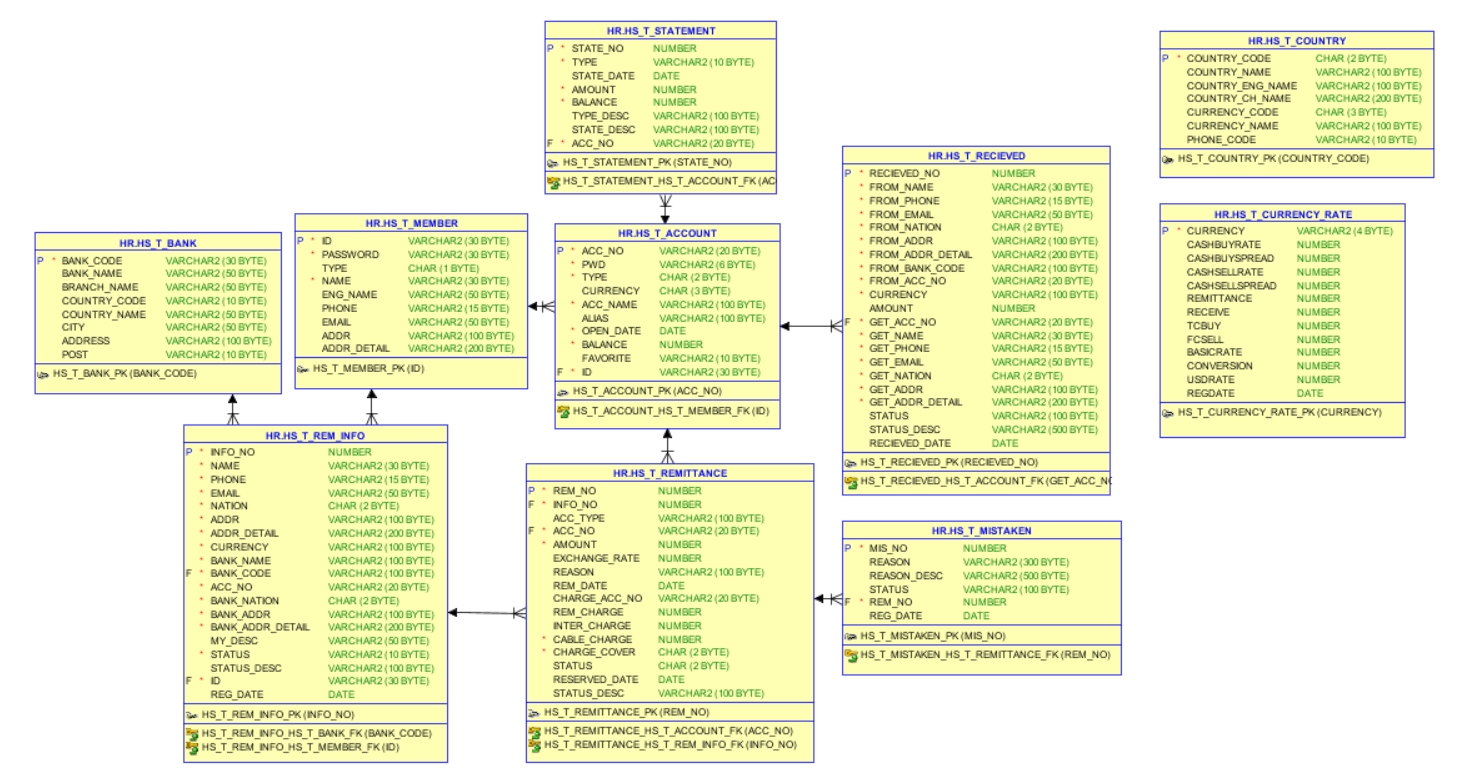 HR.HS_T_STATEMENT
P * STATE_NO NUMBER
* TYPE VARCHAR2 (10 BYTE)
STATE_DATE DATE
* AMOUNT NUMBER
* BALANCE NUMBER
TYPE_DESC VARCHAR2 (100 BYTE)
STATE_DESC VARCHAR2 (100 BYTE)
F * ACC_NO VARCHAR2 (20 BYTE)
HS_T_STATEMENT_PK (STATE_NO)
HS_T_STATEMENT_HS_T_ACCOUNT_FK (AC
HR.HS_T_COUNTRY
P * COUNTRY_CODE CHAR (2 BYTE)
COUNTRY_NAME VARCHAR2 (100 BYTE)
COUNTRY_ENG_NAME VARCHAR2 (100 BYTE)
COUNTRY_CH_NAME VARCHAR2 (200 BYTE)
CURRENCY_CODE CHAR (3 BYTE)
CURRENCY_NAME VARCHAR2 (100 BYTE)
PHONE_CODE VARCHAR2 (10 BYTE)
HS_T_COUNTRY_PK (COUNTRY_CODE)
HR.HS_T_BANK
P * BANK_CODE VARCHAR2 (30 BYTE)
BANK_NAME VARCHAR2 (50 BYTE)
BRANCH_NAME VARCHAR2 (50 BYTE)
COUNTRY_CODE VARCHAR2 (10 BYTE)
COUNTRY_NAME VARCHAR2 (50 BYTE)
CITY VARCHAR2 (50 BYTE)
ADDRESS VARCHAR2 (100 BYTE)
POST VARCHAR2 (10 BYTE)
HS_T_BANK_PK (BANK_CODE)
HR.HS_T_MEMBER
P * ID VARCHAR2 (30 BYTE)
* PASSWORD VARCHAR2 (30 BYTE)
TYPE CHAR (1 BYTE)
* NAME VARCHAR2 (30 BYTE)
ENG_NAME VARCHAR2 (50 BYTE)
PHONE VARCHAR2 (15 BYTE)
EMAIL VARCHAR2 (50 BYTE)
ADDR VARCHAR2 (100 BYTE)
ADDR_DETAIL VARCHAR2 (200 BYTE)
HS_T_MEMBER_PK (ID)
HR.HS_T_ACCOUNT
P * ACC_NO VARCHAR2 (20 BYTE)
* PWD VARCHAR2 (6 BYTE)
* TYPE CHAR (2 BYTE)
CURRENCY CHAR (3 BYTE)
* ACC_NAME VARCHAR2 (100 BYTE)
ALIAS VARCHAR2 (100 BYTE)
* OPEN_DATE DATE
* BALANCE NUMBER
FAVORITE VARCHAR2 (10 BYTE)
F * ID VARCHAR2 (30 BYTE)
HS_T_ACCOUNT_PK (ACC_NO)
HS_T_ACCOUNT_HS_T_MEMBER_FK (ID)
HR.HS_T_RECIEVED
P * RECIEVED_NO NUMBER
* FROM_NAME VARCHAR2 (30 BYTE)
* FROM_PHONE VARCHAR2 (15 BYTE)
* FROM_EMAIL VARCHAR2 (50 BYTE)
* FROM_NATION CHAR (2 BYTE)
* FROM_ADDR VARCHAR2 (100 BYTE)
* FROM_ADDR_DETAIL VARCHAR2 (200 BYTE)
* FROM_BANK_CODE VARCHAR2 (100 BYTE)
* FROM_ACC_NO VARCHAR2 (20 BYTE)
* CURRENCY VARCHAR2 (100 BYTE)
AMOUNT NUMBER
F * GET_ACC_NO VARCHAR2 (20 BYTE)
* GET_NAME VARCHAR2 (30 BYTE)
* GET_PHONE VARCHAR2 (15 BYTE)
* GET_EMAIL VARCHAR2 (50 BYTE)
* GET_NATION CHAR (2 BYTE)
* GET_ADDR VARCHAR2 (100 BYTE)
* GET_ADDR_DETAIL VARCHAR2 (200 BYTE)
STATUS VARCHAR2 (100 BYTE)
STATUS_DESC VARCHAR2 (500 BYTE)
RECIEVED_DATE DATE
HS_T_RECIEVED_PK (RECIEVED_NO)
HS_T_RECIEVED_HS_T_ACCOUNT_FK (GET_ACC_N
HR.HS_T_CURRENCY_RATE
P * CURRENCY VARCHAR2 (4 BYTE)
CASHBUYRATE NUMBER
CASHBUYSPREAD NUMBER
CASHSELLRATE NUMBER
CASHSELLSPREAD NUMBER
REMITTANCE NUMBER
RECEIVE NUMBER
TCBUY NUMBER
FCSELL NUMBER
BASICRATE NUMBER
CONVERSION NUMBER
USDRATE NUMBER
REGDATE DATE
HS_T_CURRENCY_RATE_PK (CURRENCY)
HR.HS_T_REM_INFO
P * INFO_NO NUMBER
* NAME VARCHAR2 (30 BYTE)
* PHONE VARCHAR2 (15 BYTE)
* EMAIL VARCHAR2 (50 BYTE)
* NATION CHAR (2 BYTE)
* ADDR VARCHAR2 (100 BYTE)
* ADDR_DETAIL VARCHAR2 (200 BYTE)
* CURRENCY VARCHAR2 (100 BYTE)
* BANK_NAME VARCHAR2 (100 BYTE)
F * BANK_CODE VARCHAR2 (100 BYTE)
* ACC_NO VARCHAR2 (20 BYTE)
* BANK_NATION CHAR (2 BYTE)
* BANK_ADDR VARCHAR2 (100 BYTE)
* BANK_ADDR_DETAIL VARCHAR2 (200 BYTE)
MY_DESC VARCHAR2 (50 BYTE)
* STATUS VARCHAR2 (10 BYTE)
STATUS_DESC VARCHAR2 (100 BYTE)
F * ID VARCHAR2 (30 BYTE)
REG_DATE DATE
HS_T_REM_INFO_PK (INFO_NO)
HS_T_REM_INFO_HS_T_BANK_FK (BANK_CODE)
HS_T_REM_INFO_HS_T_MEMBER_FK (ID)
HR.HS_T_REMITTANCE
P * REM_NO NUMBER
F * INFO_NO NUMBER
ACC_TYPE VARCHAR2 (100 BYTE)
F * ACC_NO VARCHAR2 (20 BYTE)
* AMOUNT NUMBER
EXCHANGE_RATE NUMBER
REASON VARCHAR2 (100 BYTE)
REM_DATE DATE
CHARGE_ACC_NO VARCHAR2 (20 BYTE)
REM_CHARGE NUMBER
INTER_CHARGE NUMBER
* CABLE_CHARGE NUMBER
* CHARGE_COVER CHAR (2 BYTE)
STATUS CHAR (2 BYTE)
RESERVED_DATE DATE
STATUS_DESC VARCHAR2 (100 BYTE)
HS_T_REMITTANCE_PK (REM_NO)
HS_T_REMITTANCE_HS_T_ACCOUNT_FK (ACC_NO)
HS_T_REMITTANCE_HS_T_REM_INFO_FK (INFO_NO)
HR.HS_T_MISTAKEN
P * MIS_NO NUMBER
REASON VARCHAR2 (300 BYTE)
REASON_DESC VARCHAR2 (500 BYTE)
STATUS VARCHAR2 (100 BYTE)
F * REM_NO NUMBER
REG_DATE DATE
HS_T_MISTAKEN_PK (MIS_NO)
HS_T_MISTAKEN_HS_T_REMITTANCE_FK (REM_NO)